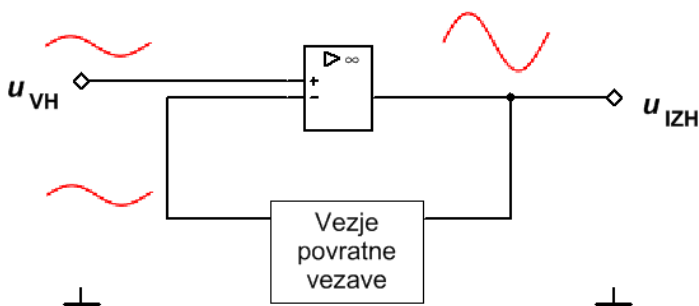 ▷ ∞
+
−
u VH
u IZH
Vezje
povratne
vezave